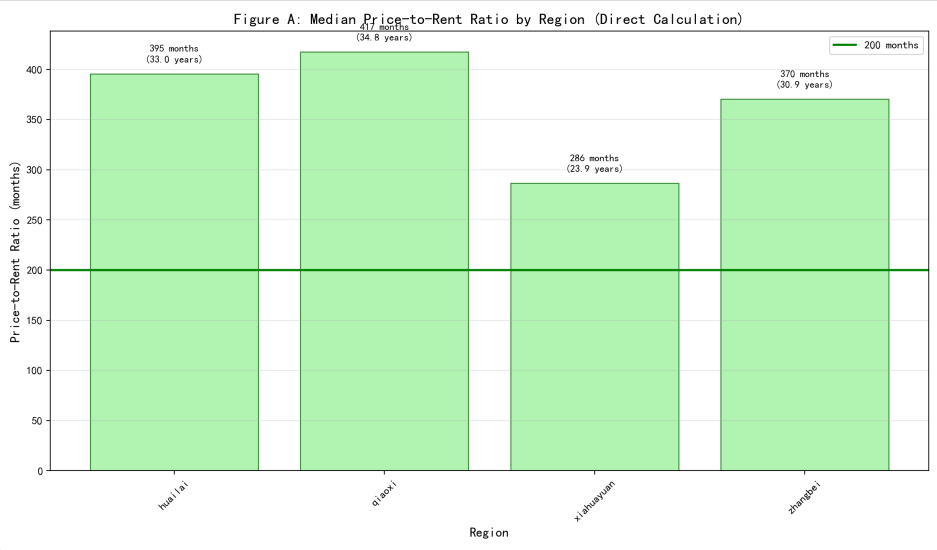 Figure A: Median Price-to-Rent Ratio by Region (Direct Calculation)
417 months
(34.8 years)
395 months
(33.0 years)
370 months
(30.9 years)
286 months
(23.9 years)
200 months
Price-to-Rent Ratio (months)
400
350
300
250
200
150
100
50
0
huailai
qiaoxi
xiahuayuan
zhangbei
Region